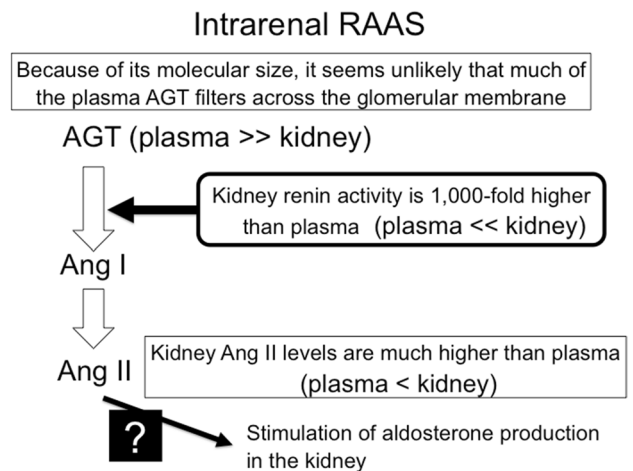 Intrarenal RAAS
Because of its molecular size, it seems unlikely that much of
the plasma AGT filters across the glomerular membrane
AGT (plasma >> kidney)
Kidney renin activity is 1,000-fold higher
than plasma (plasma << kidney)
Ang I
Kidney Ang II levels are much higher than plasma
(plasma < kidney)
Ang II
?
Stimulation of aldosterone production
in the kidney